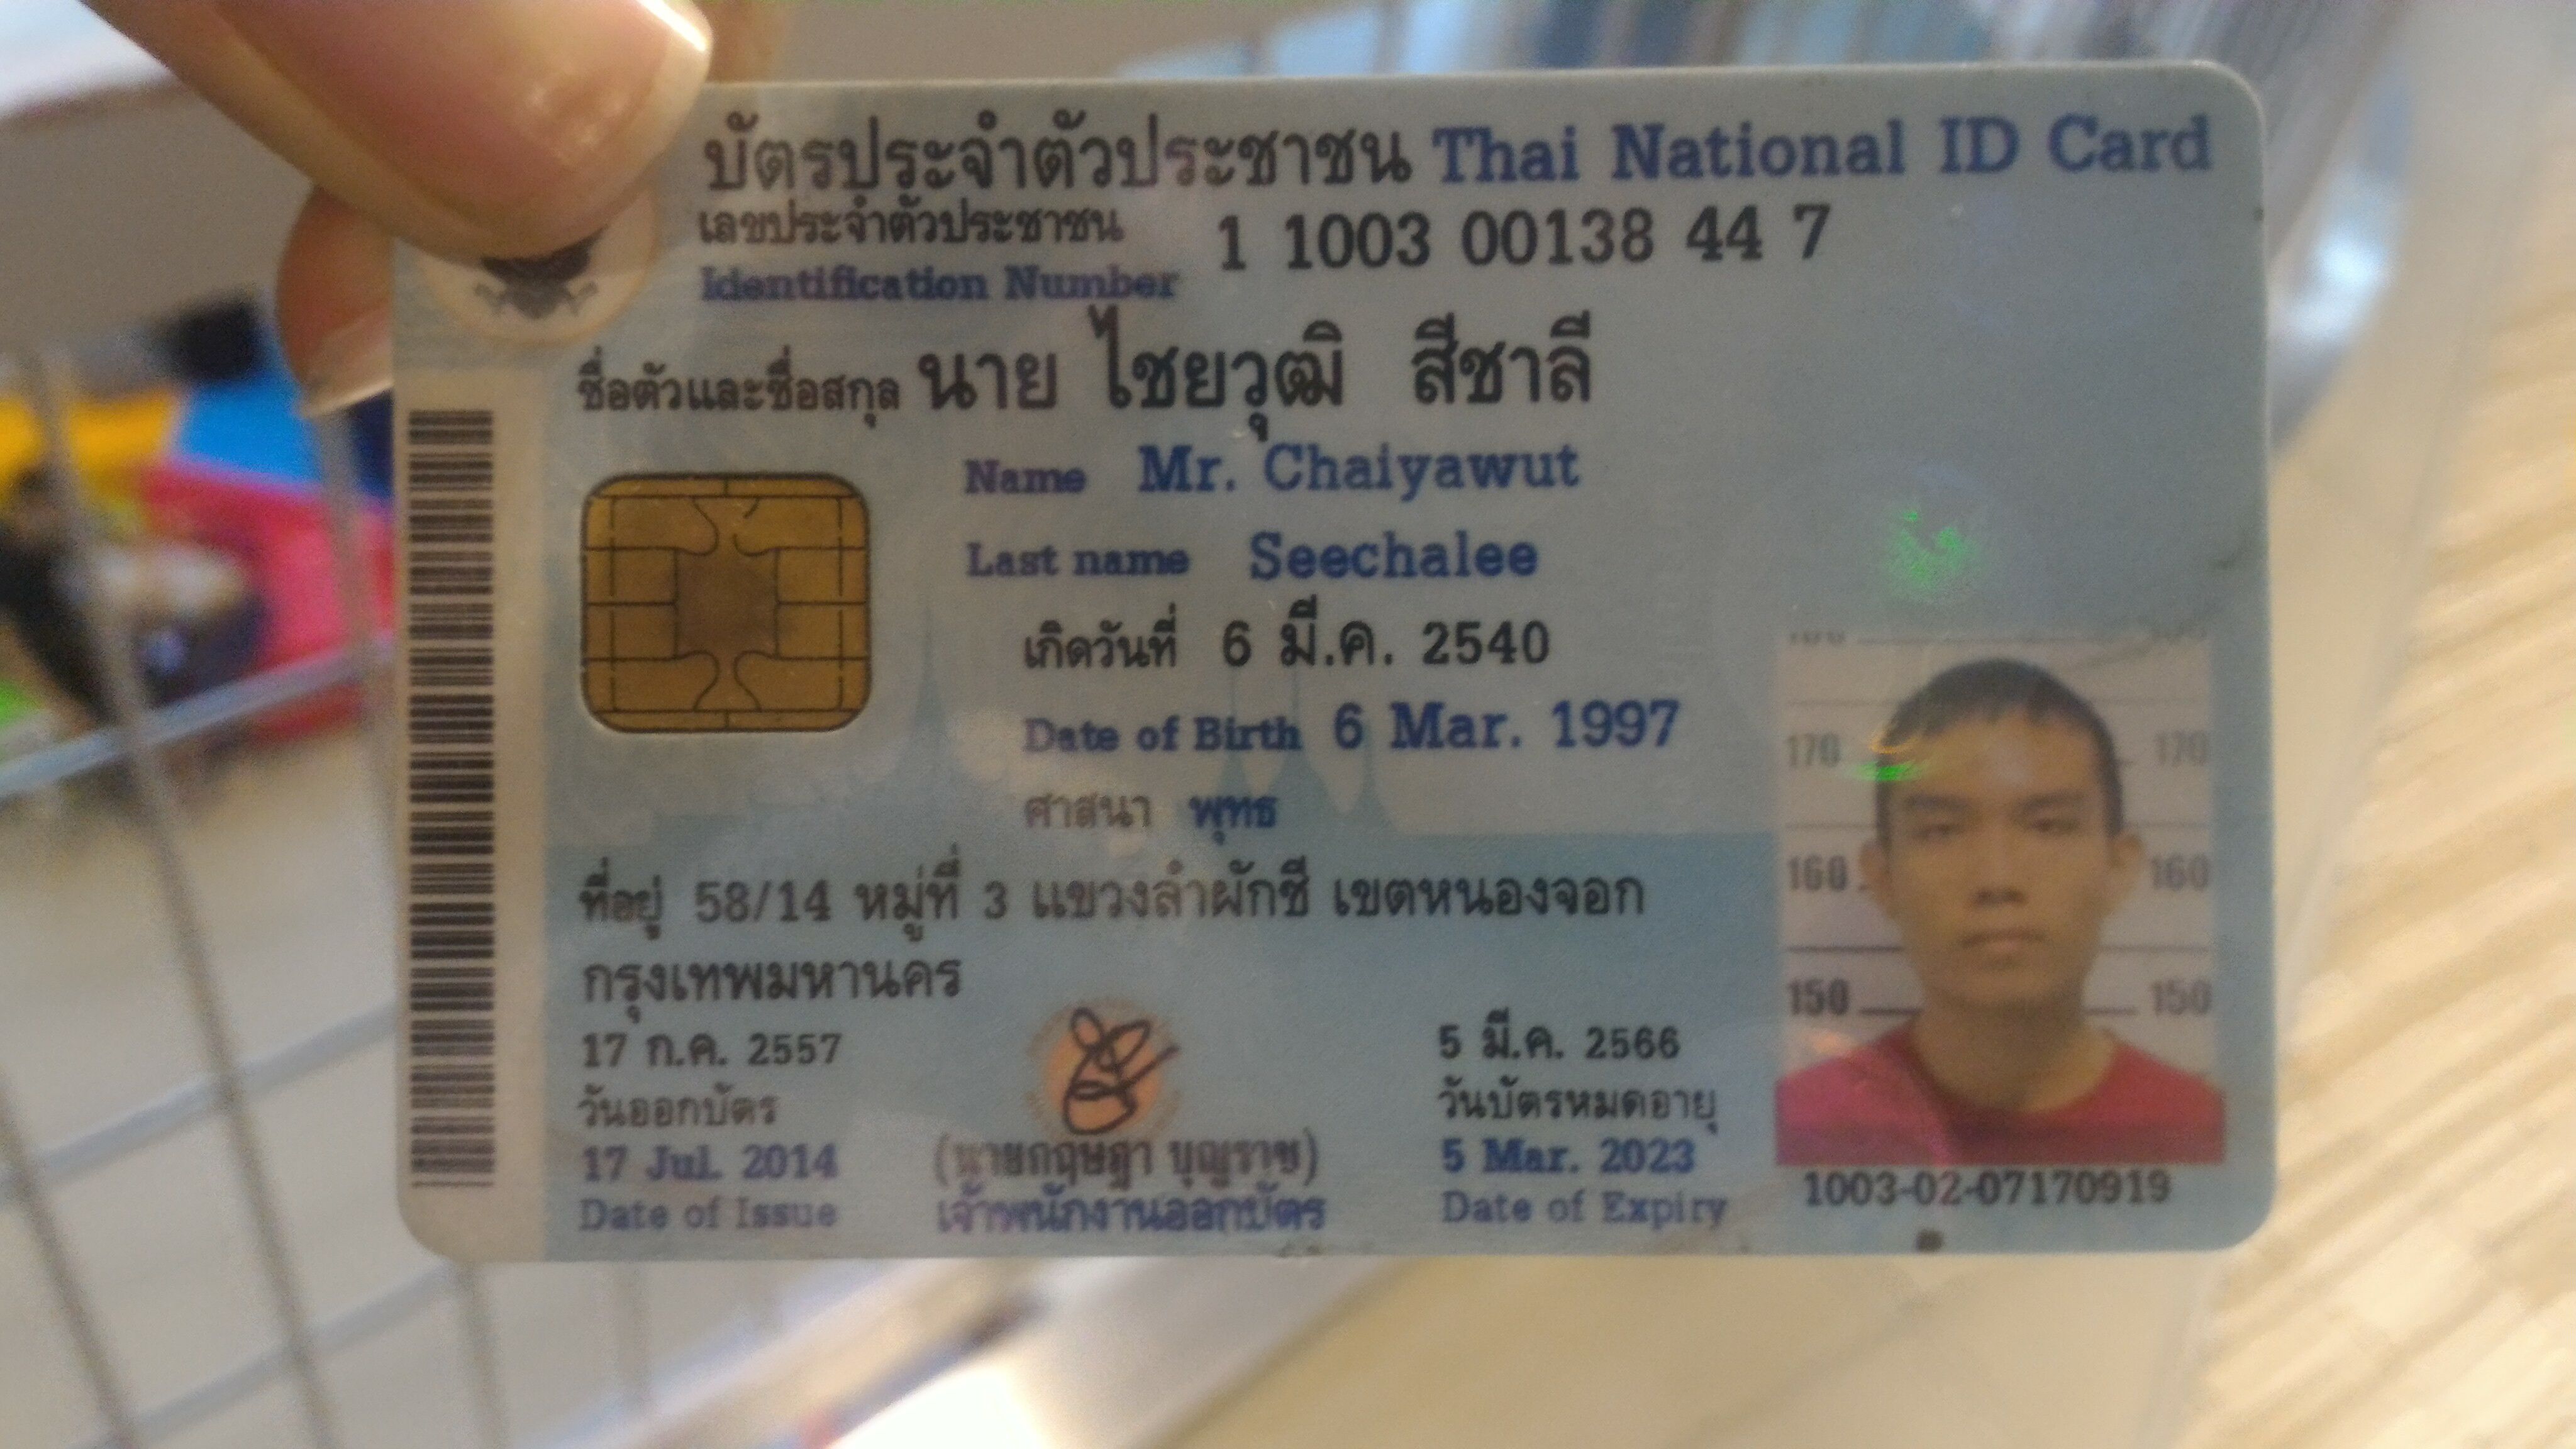 บัตรประจำตัวประชาชน Thai National ID Card
เลขประจำตัวประชาชน
Identification Number 1 1003 00138 44 7
ชื่อตัวและชื่อสกุล นาย ไชยวุฒิ สีชาลี
Name Mr. Chaiyawut
Last name Seechalee
เกิดวันที่ 6 มี.ค. 2540
Date of Birth 6 Mar. 1997
ศาสนา พุทธ
ที่อยู่ 58/14 หมู่ที่ 3 แขวงลำผักชี เขตหนองจอก
กรุงเทพมหานคร
17 ก.ค. 2557
วันออกบัตร
17 Jul. 2014
Date of Issue
(นายกฤษฎา บุญราช)
เจ้าพนักงานออกบัตร
5 มี.ค. 2566
วันบัตรหมดอายุ
5 Mar. 2023
Date of Expiry
170 170
160 160
150 150
1003-02-07170919